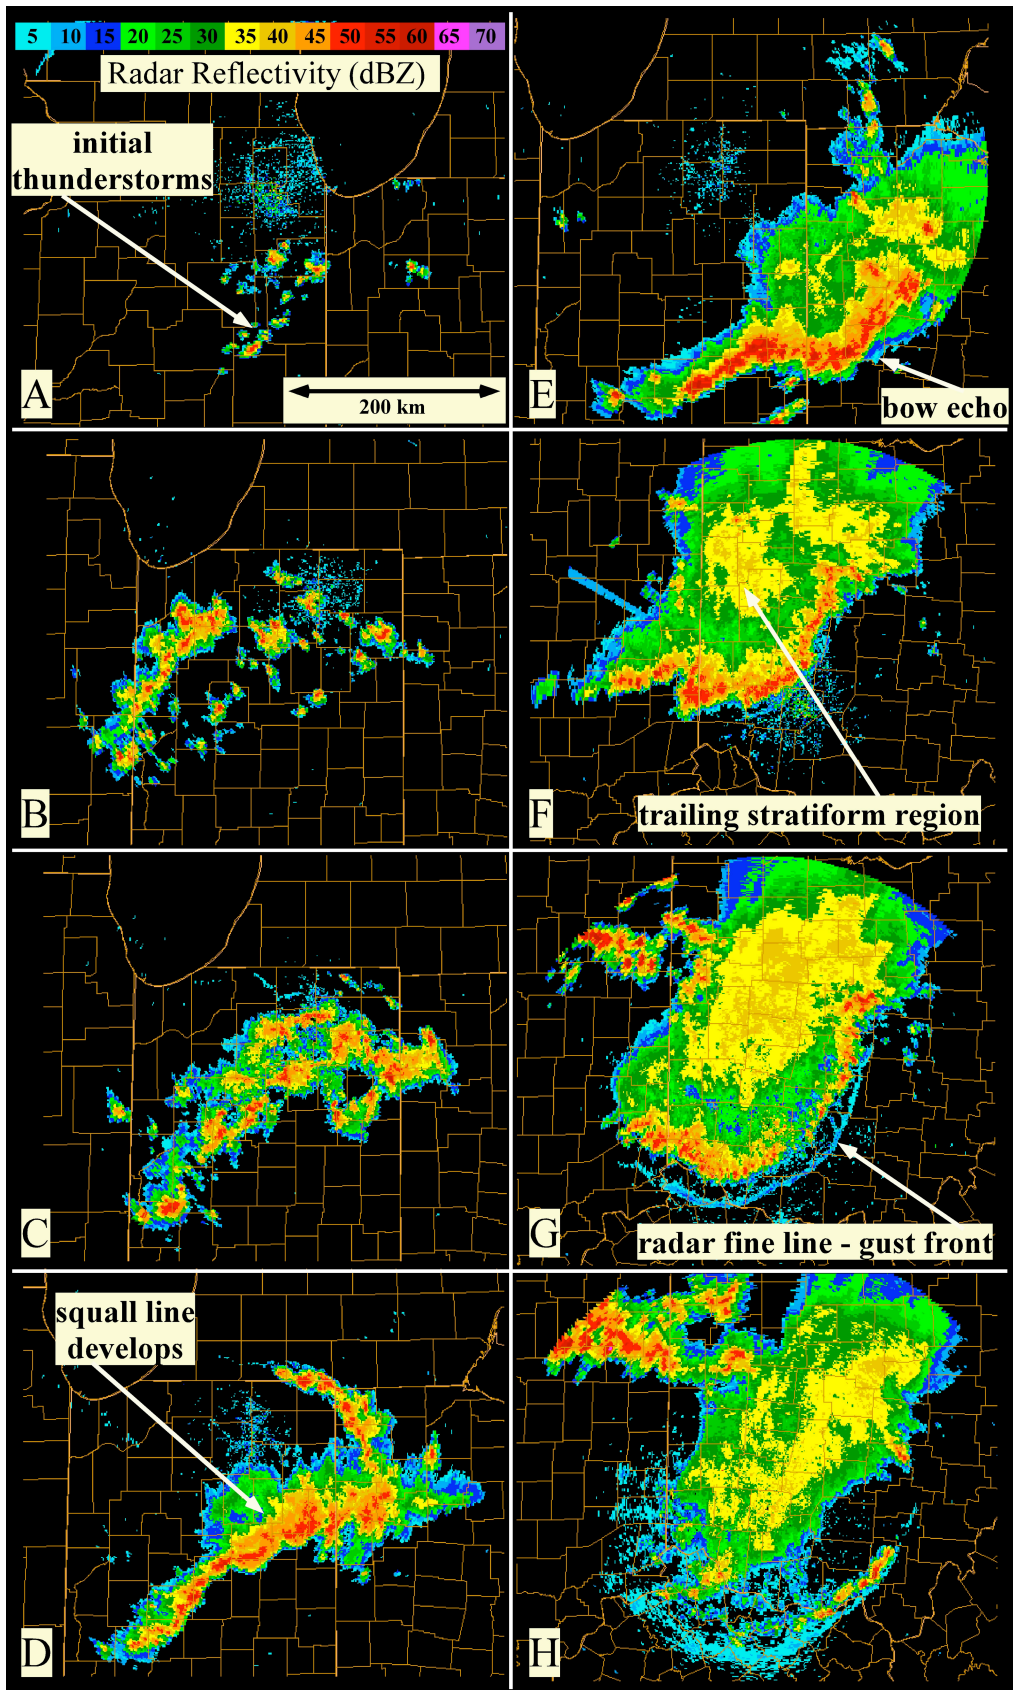 5 10 15 20 25 30 35 40 45 50 55 60 65 70
Radar Reflectivity (dBZ)
initial
thunderstorms
A
200 km
B
C
squall line
develops
D
E
bow echo
F
trailing stratiform region
G
radar fine line - gust front
H